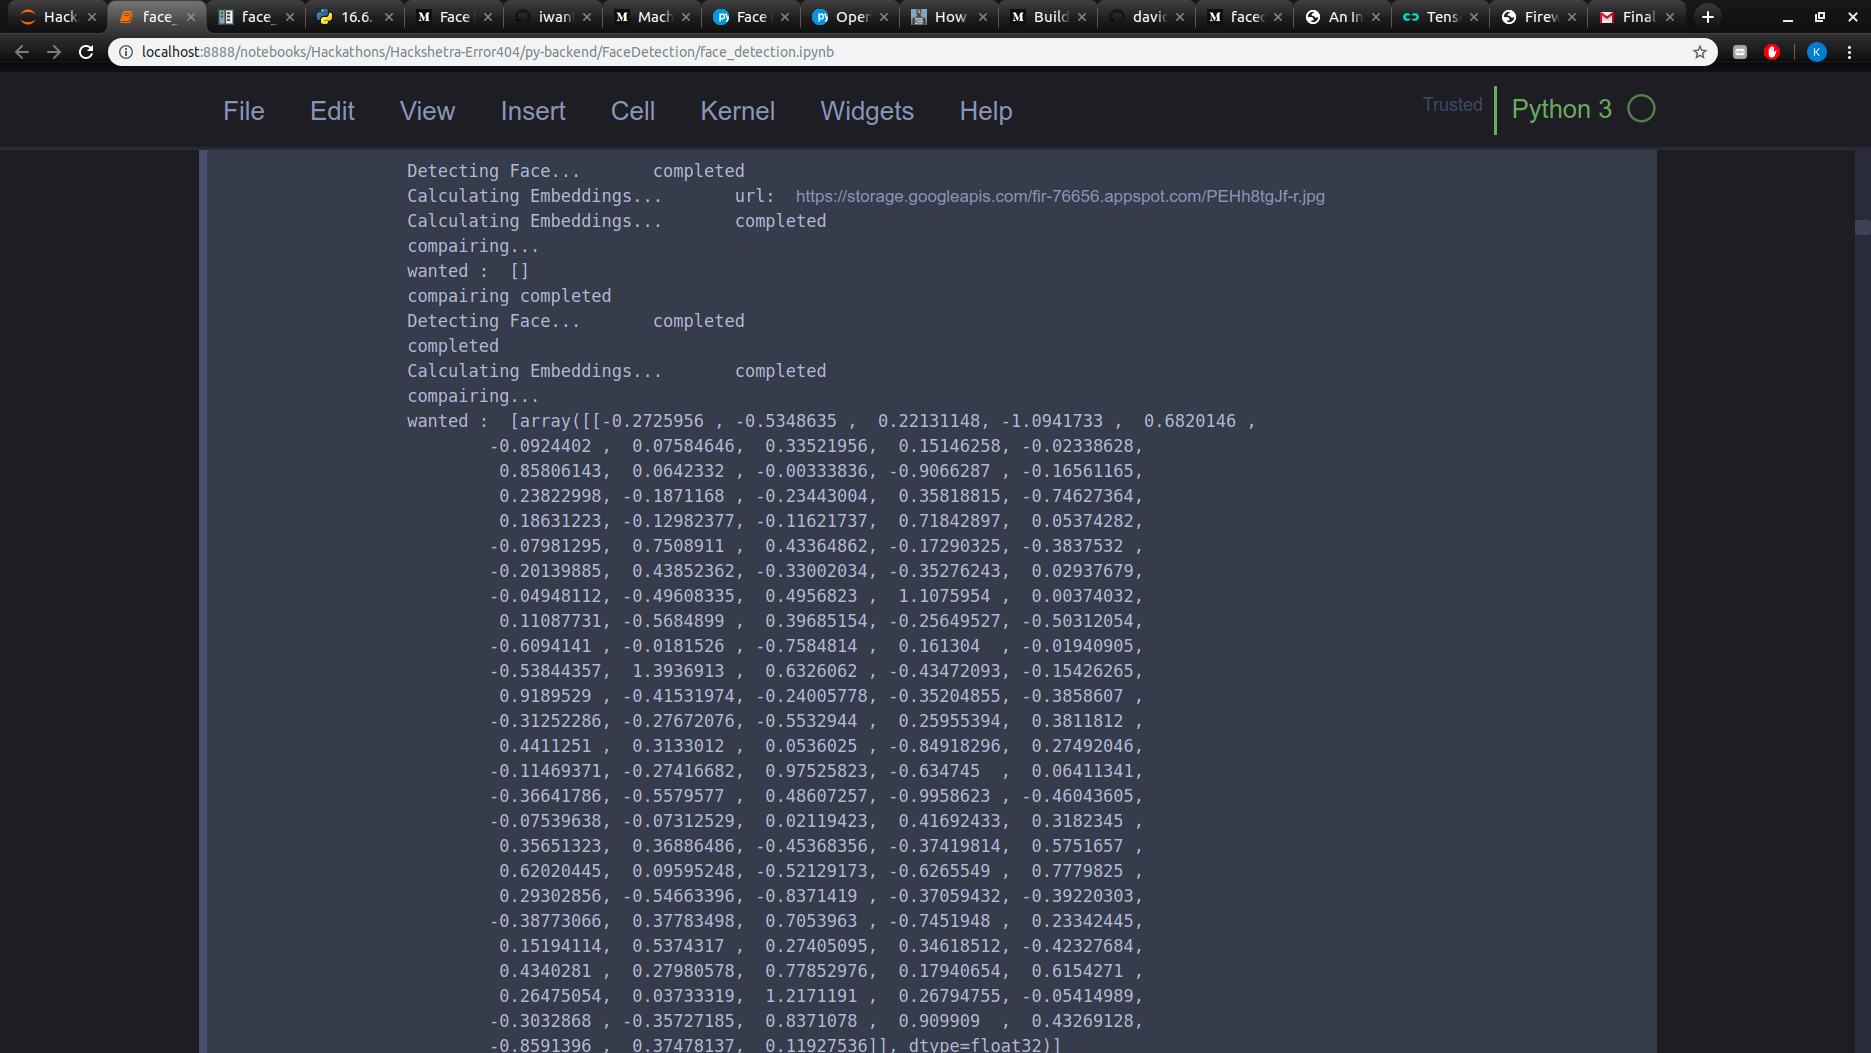 Hack
face_
face_
16.6.
Face
iwan
Mach
Face
Oper
How
Build
davic
facec
An In
Tens
Firew
Final
localhost:8888/notebooks/Hackathons/Hackshetra-Error404/py-backend/FaceDetection/face_detection.ipynb
K
File Edit View Insert Cell Kernel Widgets Help
Trusted
Python 3
Detecting Face... completed
Calculating Embeddings... url: https://storage.googleapis.com/fir-76656.appspot.com/PEHh8tgJf-r.jpg
Calculating Embeddings... completed
compairing...
wanted : []
compairing completed
Detecting Face... completed
completed
Calculating Embeddings... completed
compairing...
wanted : [array([[-0.2725956 , -0.5348635 , 0.22131148, -1.0941733 , 0.6820146 ,
-0.0924402 , 0.07584646, 0.33521956, 0.15146258, -0.02338628,
0.85806143, 0.0642332 , -0.00333836, -0.9066287 , -0.16561165,
0.23822998, -0.1871168 , -0.23443004, 0.35818815, -0.74627364,
0.18631223, -0.12982377, -0.11621737, 0.71842897, 0.05374282,
-0.07981295, 0.7508911 , 0.43364862, -0.17290325, -0.3837532 ,
-0.20139885, 0.43852362, -0.33002034, -0.35276243, 0.02937679,
-0.04948112, -0.49608335, 0.4956823 , 1.1075954 , 0.00374032,
0.11087731, -0.5684899 , 0.39685154, -0.25649527, -0.50312054,
-0.6094141 , -0.0181526 , -0.7584814 , 0.161304 , -0.01940905,
-0.53844357, 1.3936913 , 0.6326062 , -0.43472093, -0.15426265,
0.9189529 , -0.41531974, -0.24005778, -0.35204855, -0.3858607 ,
-0.31252286, -0.27672076, -0.5532944 , 0.25955394, 0.3811812 ,
0.4411251 , 0.3133012 , 0.0536025 , -0.84918296, 0.27492046,
-0.11469371, -0.27416682, 0.97525823, -0.634745 , 0.06411341,
-0.36641786, -0.5579577 , 0.48607257, -0.9958623 , -0.46043605,
-0.07539638, -0.07312529, 0.02119423, 0.41692433, 0.3182345 ,
0.35651323, 0.36886486, -0.45368356, -0.37419814, 0.5751657 ,
0.62020445, 0.09595248, -0.52129173, -0.6265549 , 0.7779825 ,
0.29302856, -0.54663396, -0.8371419 , -0.37059432, -0.39220303,
-0.38773066, 0.37783498, 0.7053963 , -0.7451948 , 0.23342445,
0.15194114, 0.5374317 , 0.27405095, 0.34618512, -0.42327684,
0.4340281 , 0.27980578, 0.77852976, 0.17940654, 0.6154271 ,
0.26475054, 0.03733319, 1.2171191 , 0.26794755, -0.05414989,
-0.3032868 , -0.35727185, 0.8371078 , 0.909909 , 0.43269128,
-0.8591396 , 0.37478137, 0.11927536]], dtype=float32)]